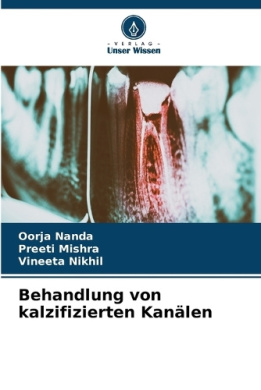 VERLAG
Unser Wissen
Oorja Nanda
Preeti Mishra
Vineeta Nikhil
Behandlung von
kalzifizierten Kanälen